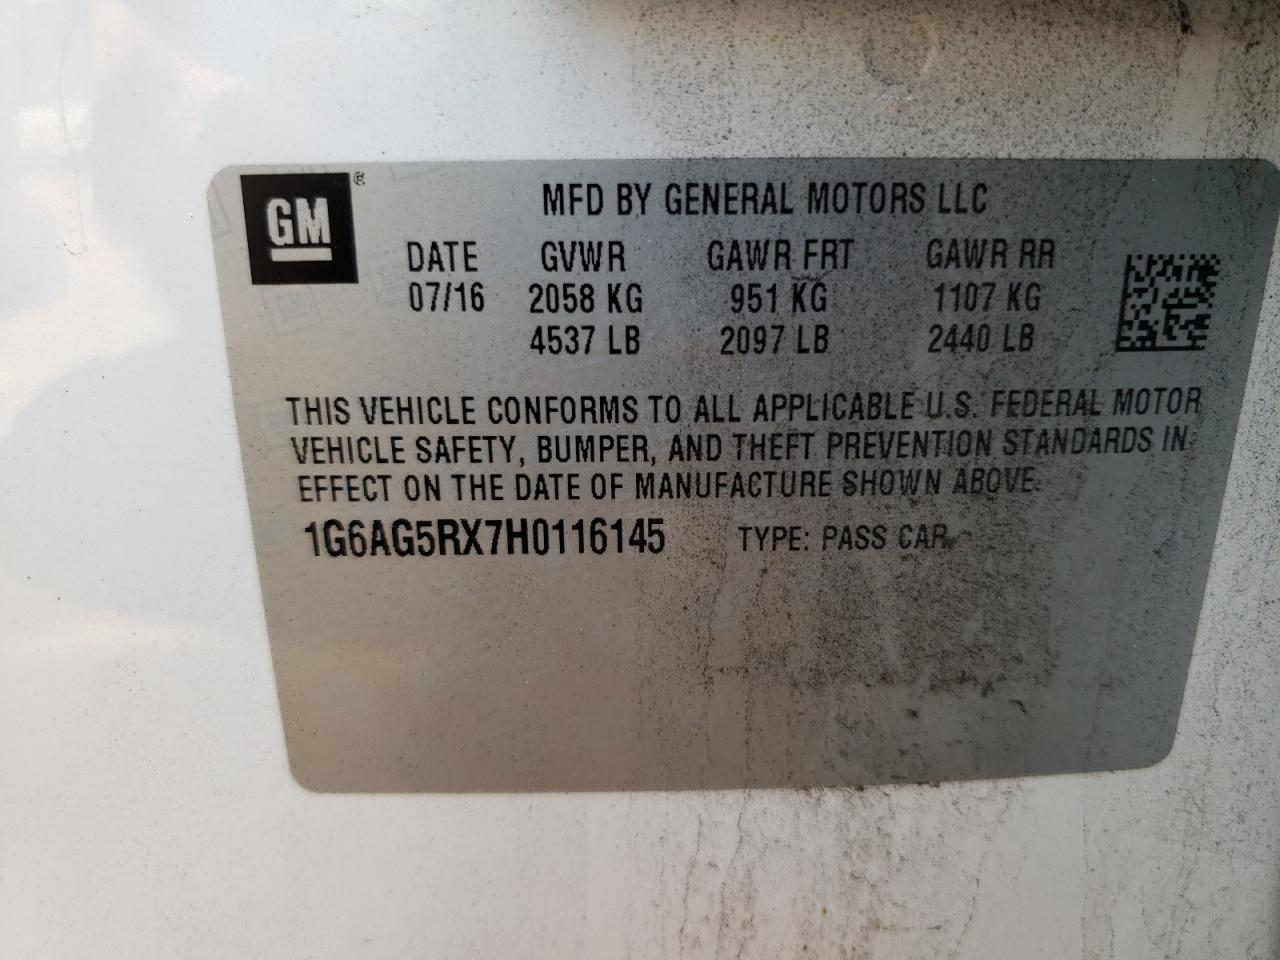 GM ®
MFD BY GENERAL MOTORS LLC
DATE GVWR GAWR FRT GAWR RR
07/16 2058 KG 951 KG 1107 KG
4537 LB 2097 LB 2440 LB
THIS VEHICLE CONFORMS TO ALL APPLICABLE U.S. FEDERAL MOTOR
VEHICLE SAFETY, BUMPER, AND THEFT PREVENTION STANDARDS IN
EFFECT ON THE DATE OF MANUFACTURE SHOWN ABOVE.
1G6AG5RX7H0116145 TYPE: PASS CAR